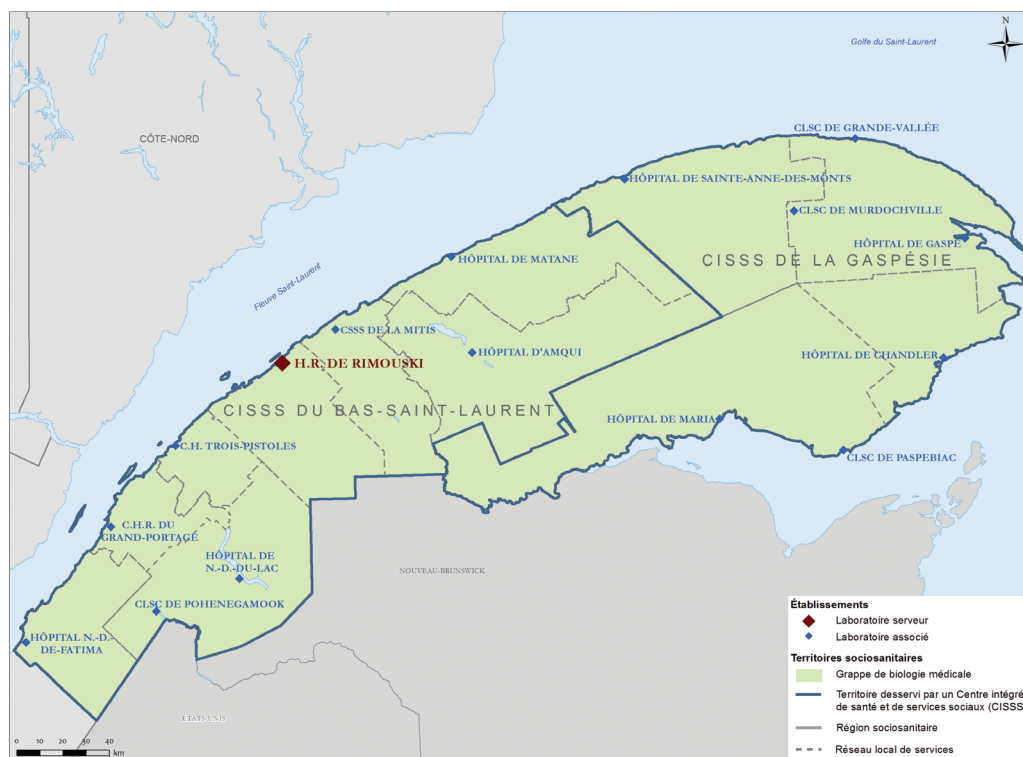 N
Golfe du Saint-Laurent
CLSC DE GRANDE-VALLÉE
CÔTE-NORD
HÔPITAL DE SAINTE-ANNE-DES-MONTS
CLSC DE MURDOCHVILLE
HÔPITAL DE GASPÉ
CISSS DE LA GASPÉSIE
HÔPITAL DE MATANE
Fleuve Saint-Laurent
CSSS DE LA MITIS
HÔPITAL D'AMQUI
HÔPITAL DE CHANDLER
H.R. DE RIMOUSKI
CISSS DU BAS-SAINT-LAURENT
HÔPITAL DE MARIA
C.H. TROIS-PISTOLES
CLSC DE PASPEBIAC
C.H.R. DU
GRAND-PORTAGE
HÔPITAL DE
N.-D.-DU-LAC
NOUVEAU-BRUNSWICK
CLSC DE POHENEGAMOOK
HÔPITAL N.-D.-
DE-FATIMA
ÉTATS-UNIS
0 10 20 30 40
km
Établissements
Laboratoire serveur
Laboratoire associé
Territoires sociosanitaires
Grappe de biologie médicale
Territoire desservi par un Centre intégré
de santé et de services sociaux (CISSS
Région sociosanitaire
Réseau local de services